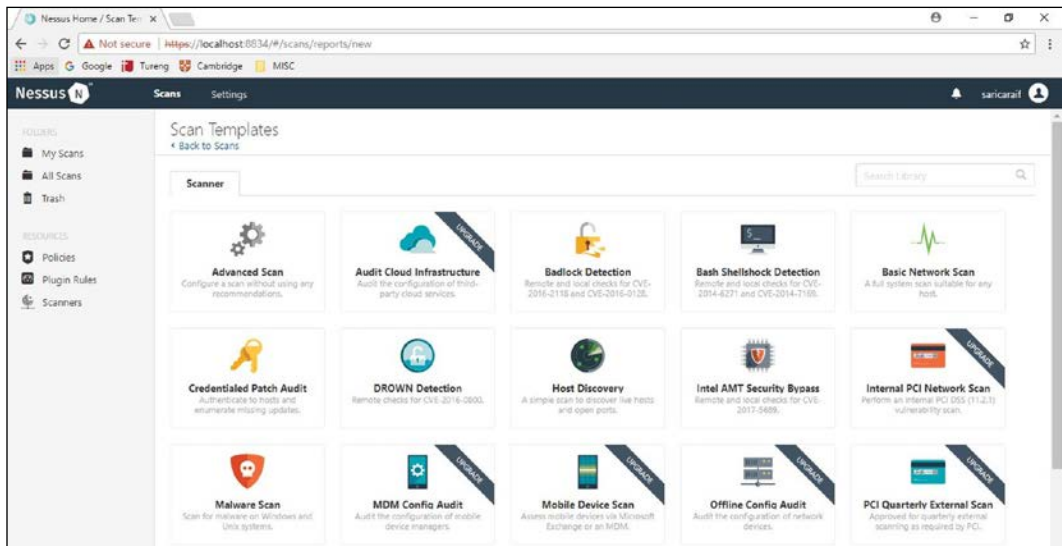 Nessus Home / Scan Ten
Not secure | https://localhost:8834/#/scans/reports/new
Apps Google Tureng Cambridge MISC
Nessus N Scans Settings saricaraif
FOLDERS
My Scans
All Scans
Trash
RESOURCES
Policies
Plugin Rules
Scanners
Scan Templates
Back to Scans
Scanner
Search Library
Advanced Scan
Configure a scan without using any
recommendations.
UPGRADE
Audit Cloud Infrastructure
Audit the configuration of third-
party cloud services.
Badlock Detection
Remote and local checks for CVE-
2016-2118 and CVE-2016-0128.
Bash Shellshock Detection
Remote and local checks for CVE-
2014-6271 and CVE-2014-7169.
Basic Network Scan
A full system scan suitable for any
host.
Credentialed Patch Audit
Authenticate to hosts and
enumerate missing updates.
DROWN Detection
Remote checks for CVE-2016-0800.
Host Discovery
A simple scan to discover live hosts
and open ports.
Intel AMT Security Bypass
Remote and local checks for CVE-
2017-5689.
UPGRADE
Internal PCI Network Scan
Perform an internal PCI DSS (11.2.1)
vulnerability scan.
Malware Scan
Scan for malware on Windows and
Unix systems.
UPGRADE
MDM Config Audit
Audit the configuration of mobile
device managers.
UPGRADE
Mobile Device Scan
Assess mobile devices via Microsoft
Exchange or an MDM.
UPGRADE
Offline Config Audit
Audit the configuration of network
devices.
UPGRADE
PCI Quarterly External Scan
Approved for quarterly external
scanning as required by PCI.